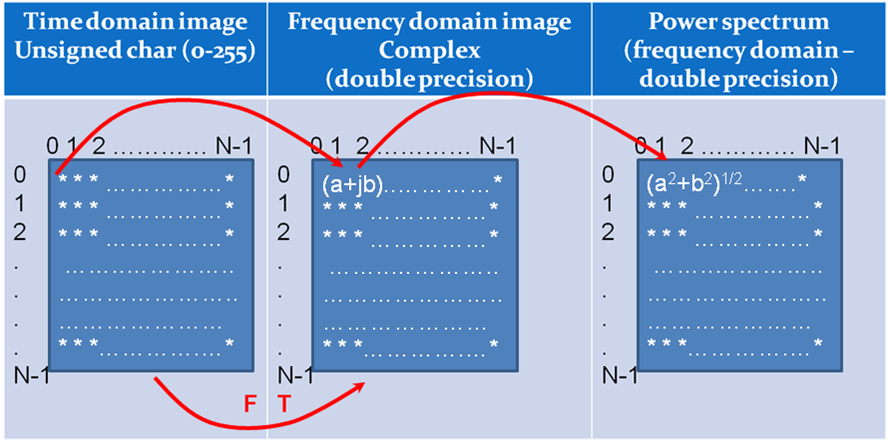 Time domain image
Unsigned char (0-255)
Frequency domain image
Complex
(double precision)
Power spectrum
(frequency domain –
double precision)
0 1 2 ………… N-1
0 * * * ……………….*
1 * * * ……………….*
2 * * * ……………….*
. ……………………..
. ……………………..
. ……………………..
. * * *……………….*
N-1
0 1 2 ………… N-1
0 (a+jb)……………..*
1 * * * ……………….*
2 * * * ……………….*
. ……………………..
. ……………………..
. ……………………..
. * * *……………….*
N-1
0 1 2 ………… N-1
0 (a²+b²)^1/2……..*
1 * * * ……………….*
2 * * * ……………….*
. ……………………..
. ……………………..
. ……………………..
. * * *……………….*
N-1
F T